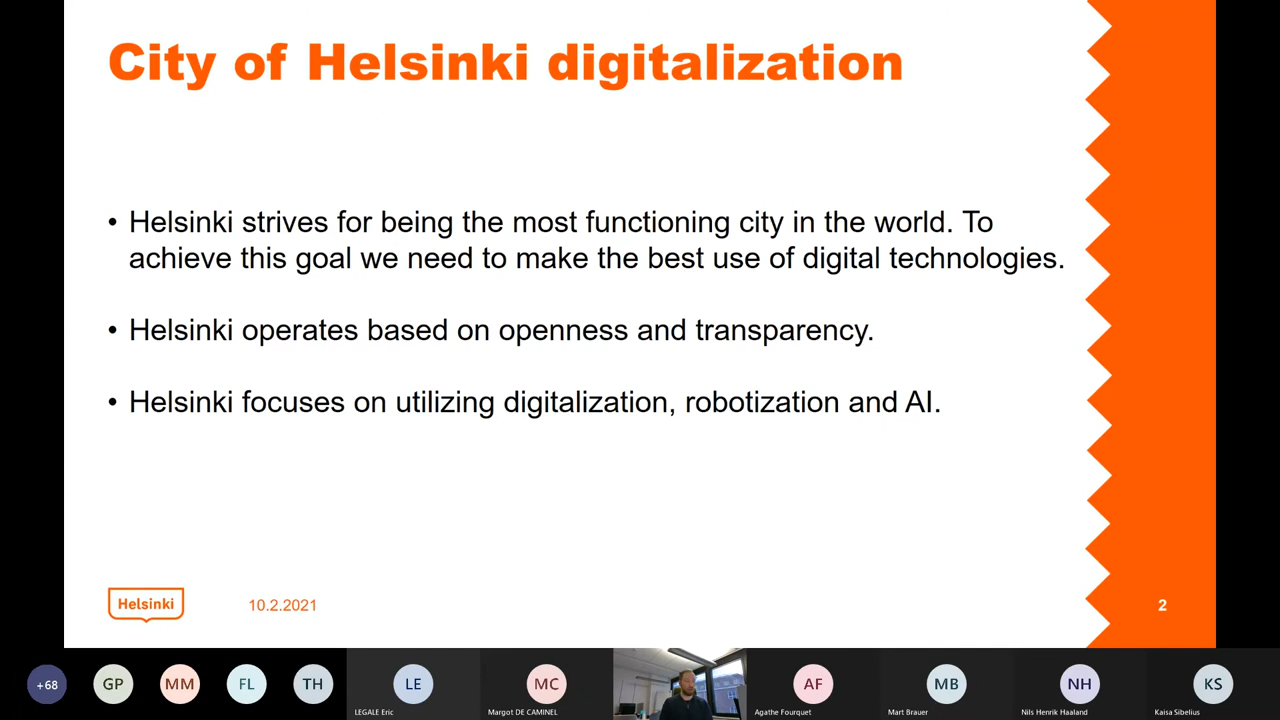 City of Helsinki digitalization
• Helsinki strives for being the most functioning city in the world. To
achieve this goal we need to make the best use of digital technologies.
• Helsinki operates based on openness and transparency.
• Helsinki focuses on utilizing digitalization, robotization and AI.
Helsinki
10.2.2021
2
+68
GP
MM
FL
TH
LE
LEGALE Eric
MC
Margot DE CAMINEL
AF
Agathe Fourquet
MB
Mart Brauer
NH
Nils Henrik Haaland
KS
Kaisa Sibelius